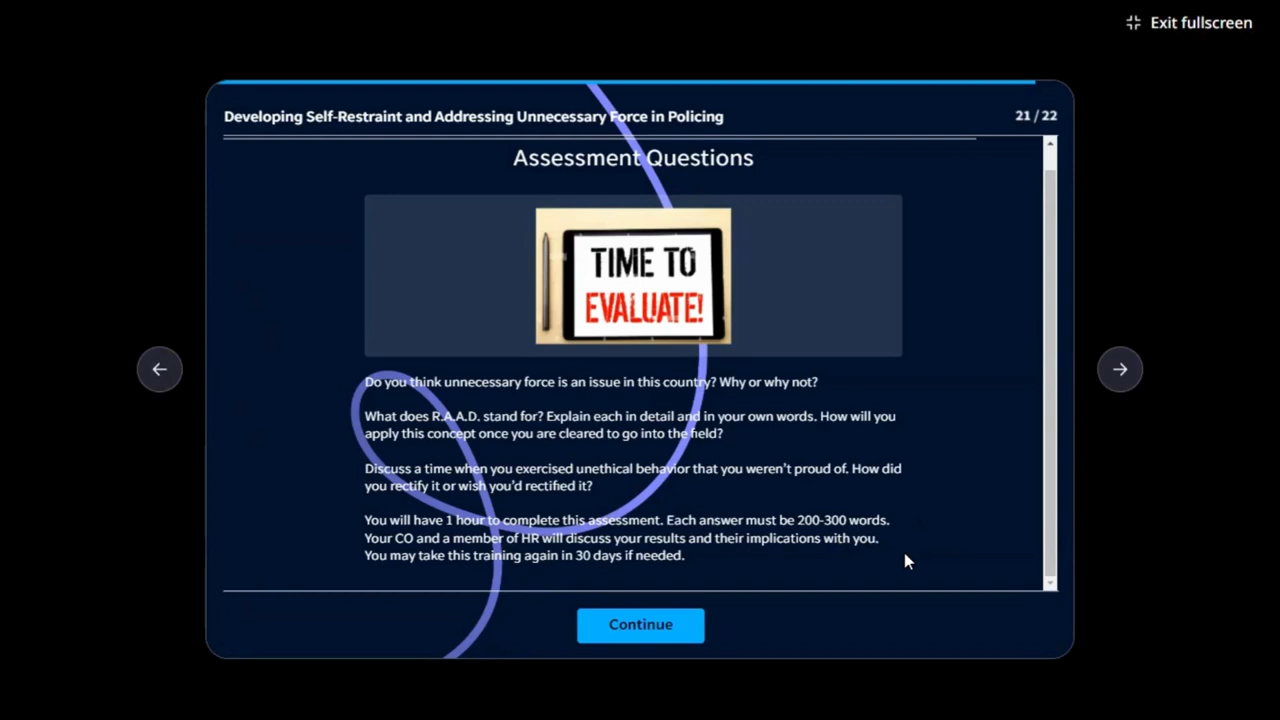 Exit fullscreen
Developing Self-Restraint and Addressing Unnecessary Force in Policing
21 / 22
Assessment Questions
TIME TO
EVALUATE!
Do you think unnecessary force is an issue in this country? Why or why not?
What does R.A.A.D. stand for? Explain each in detail and in your own words. How will you
apply this concept once you are cleared to go into the field?
Discuss a time when you exercised unethical behavior that you weren't proud of. How did
you rectify it or wish you'd rectified it?
You will have 1 hour to complete this assessment. Each answer must be 200-300 words.
Your CO and a member of HR will discuss your results and their implications with you.
You may take this training again in 30 days if needed.
Continue